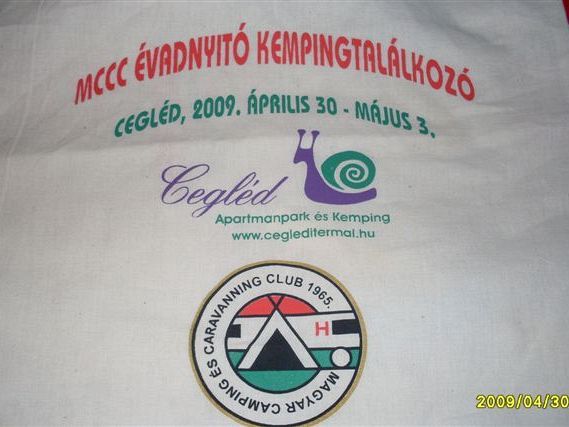 MCCC ÉVADNYITÓ KEMPINGTALÁLKOZÓ
CEGLÉD, 2009. ÁPRILIS 30 - MÁJUS 3.
Cegléd
Apartmanpark és Kemping
www.cegleditermal.hu
MAGYAR CAMPING ÉS CARAVANNING CLUB 1965.
H
2009/04/30